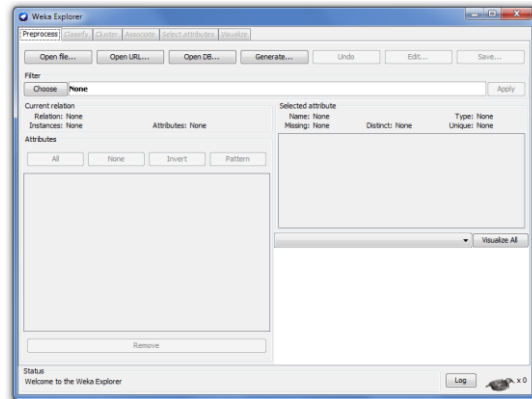 Weka Explorer
Preprocess Classify Cluster Associate Select attributes Visualize
Open file... Open URL... Open DB... Generate... Undo Edit... Save...
Filter
Choose None Apply
Current relation
Relation: None
Instances: None Attributes: None
Attributes
All None Invert Pattern
Remove
Selected attribute
Name: None Type: None
Missing: None Distinct: None Unique: None
Visualize All
Status
Welcome to the Weka Explorer
Log x 0